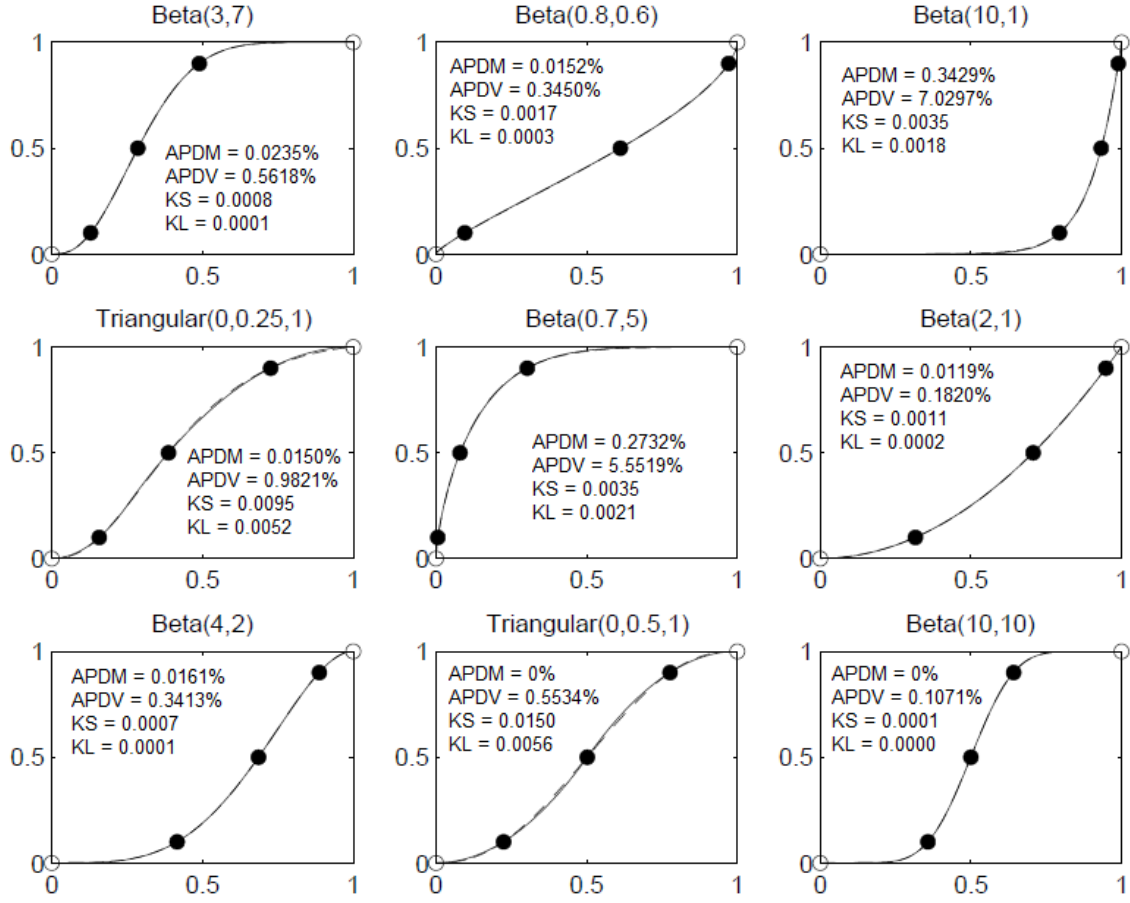 Beta(3,7)
1
0.5
0
0
0.5
1
APDM = 0.0235%
APDV = 0.5618%
KS = 0.0008
KL = 0.0001
Beta(0.8,0.6)
1
0.5
0
0
0.5
1
APDM = 0.0152%
APDV = 0.3450%
KS = 0.0017
KL = 0.0003
Beta(10,1)
1
0.5
0
0
0.5
1
APDM = 0.3429%
APDV = 7.0297%
KS = 0.0035
KL = 0.0018
Triangular(0,0.25,1)
1
0.5
0
0
0.5
1
APDM = 0.0150%
APDV = 0.9821%
KS = 0.0095
KL = 0.0052
Beta(0.7,5)
1
0.5
0
0
0.5
1
APDM = 0.2732%
APDV = 5.5519%
KS = 0.0035
KL = 0.0021
Beta(2,1)
1
0.5
0
0
0.5
1
APDM = 0.0119%
APDV = 0.1820%
KS = 0.0011
KL = 0.0002
Beta(4,2)
1
0.5
0
0
0.5
1
APDM = 0.0161%
APDV = 0.3413%
KS = 0.0007
KL = 0.0001
Triangular(0,0.5,1)
1
0.5
0
0
0.5
1
APDM = 0%
APDV = 0.5534%
KS = 0.0150
KL = 0.0056
Beta(10,10)
1
0.5
0
0
0.5
1
APDM = 0%
APDV = 0.1071%
KS = 0.0001
KL = 0.0000